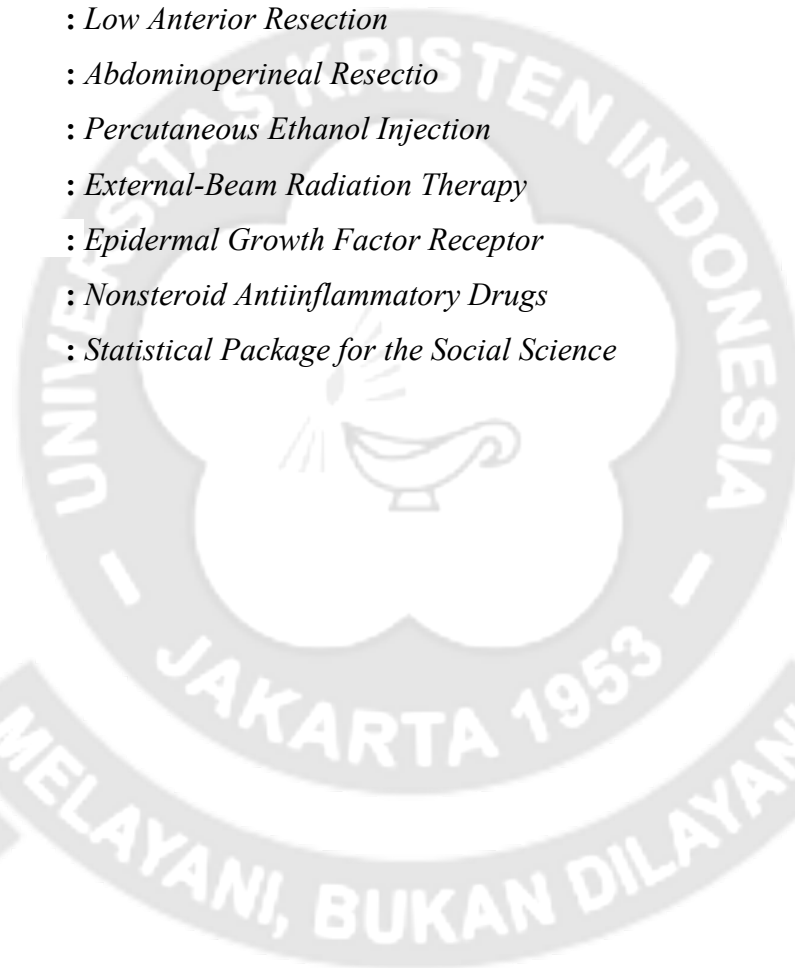 : Low Anterior Resection
: Abdominoperineal Resectio
: Percutaneous Ethanol Injection
: External-Beam Radiation Therapy
: Epidermal Growth Factor Receptor
: Nonsteroid Antiinflammatory Drugs
: Statistical Package for the Social Science
UNIVERSITAS KRISTEN INDONESIA
JAKARTA 1953
MELAYANI, BUKAN DILAYANI